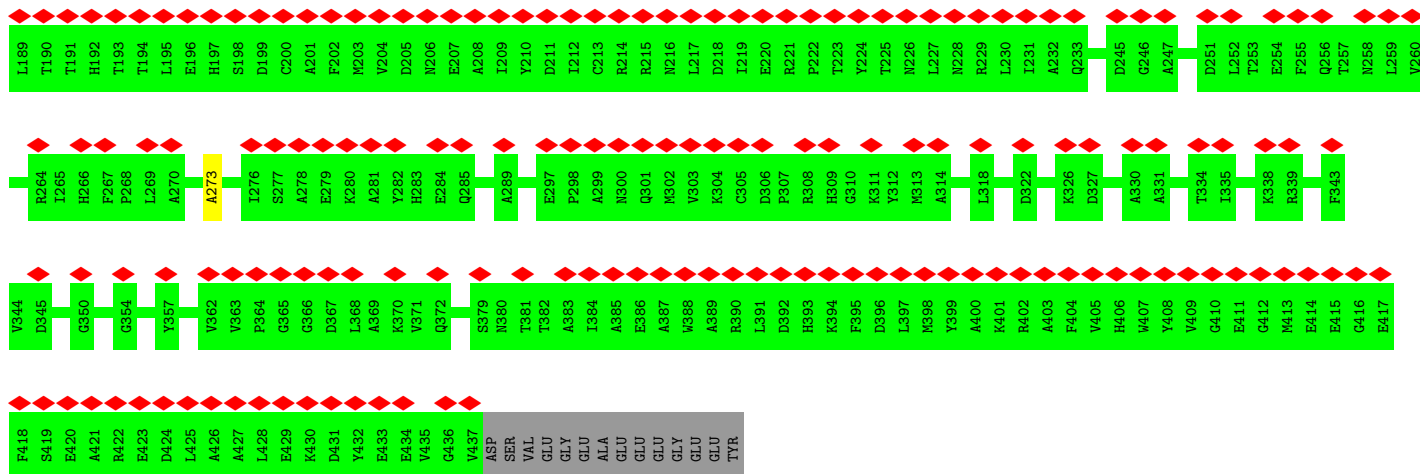 L189 T190 T191 H192 T193 T194 L195 E196 H197 S198 D199 C200 A201 F202 M203 V204 D205 N206 E207 A208 I209 Y210 D211 I212 C213 R214 R215 N216 L217 D218 I219 E220 R221 P222 T223 Y224 T225 N226 L227 N228 R229 L230 I231 A232 Q233 D245 G246 A247 D251 L252 T253 E254 F255 Q256 T257 N258 L259 V260
R264 I265 H266 F267 P268 L269 A270 A273 I276 S277 A278 E279 K280 A281 Y282 H283 E284 Q285 A289 E297 P298 A299 N300 Q301 M302 V303 K304 C305 D306 P307 R308 H309 G310 K311 Y312 M313 A314 L318 D322 K326 D327 A330 A331 T334 I335 K338 R339 F343
V344 D345 G350 G354 Y357 V362 V363 P364 G365 G366 D367 L368 A369 K370 V371 Q372 S379 N380 T381 T382 A383 I384 A385 E386 A387 W388 A389 R390 L391 D392 H393 K394 F395 D396 L397 M398 Y399 A400 K401 R402 A403 F404 V405 H406 W407 Y408 V409 G410 E411 G412 M413 E414 E415 G416 E417
F418 S419 E420 A421 R422 E423 D424 L425 A426 A427 L428 E429 K430 D431 Y432 E433 E434 V435 G436 V437 ASP SER VAL GLU GLY GLU ALA GLU GLU GLU GLY GLU GLU TYR